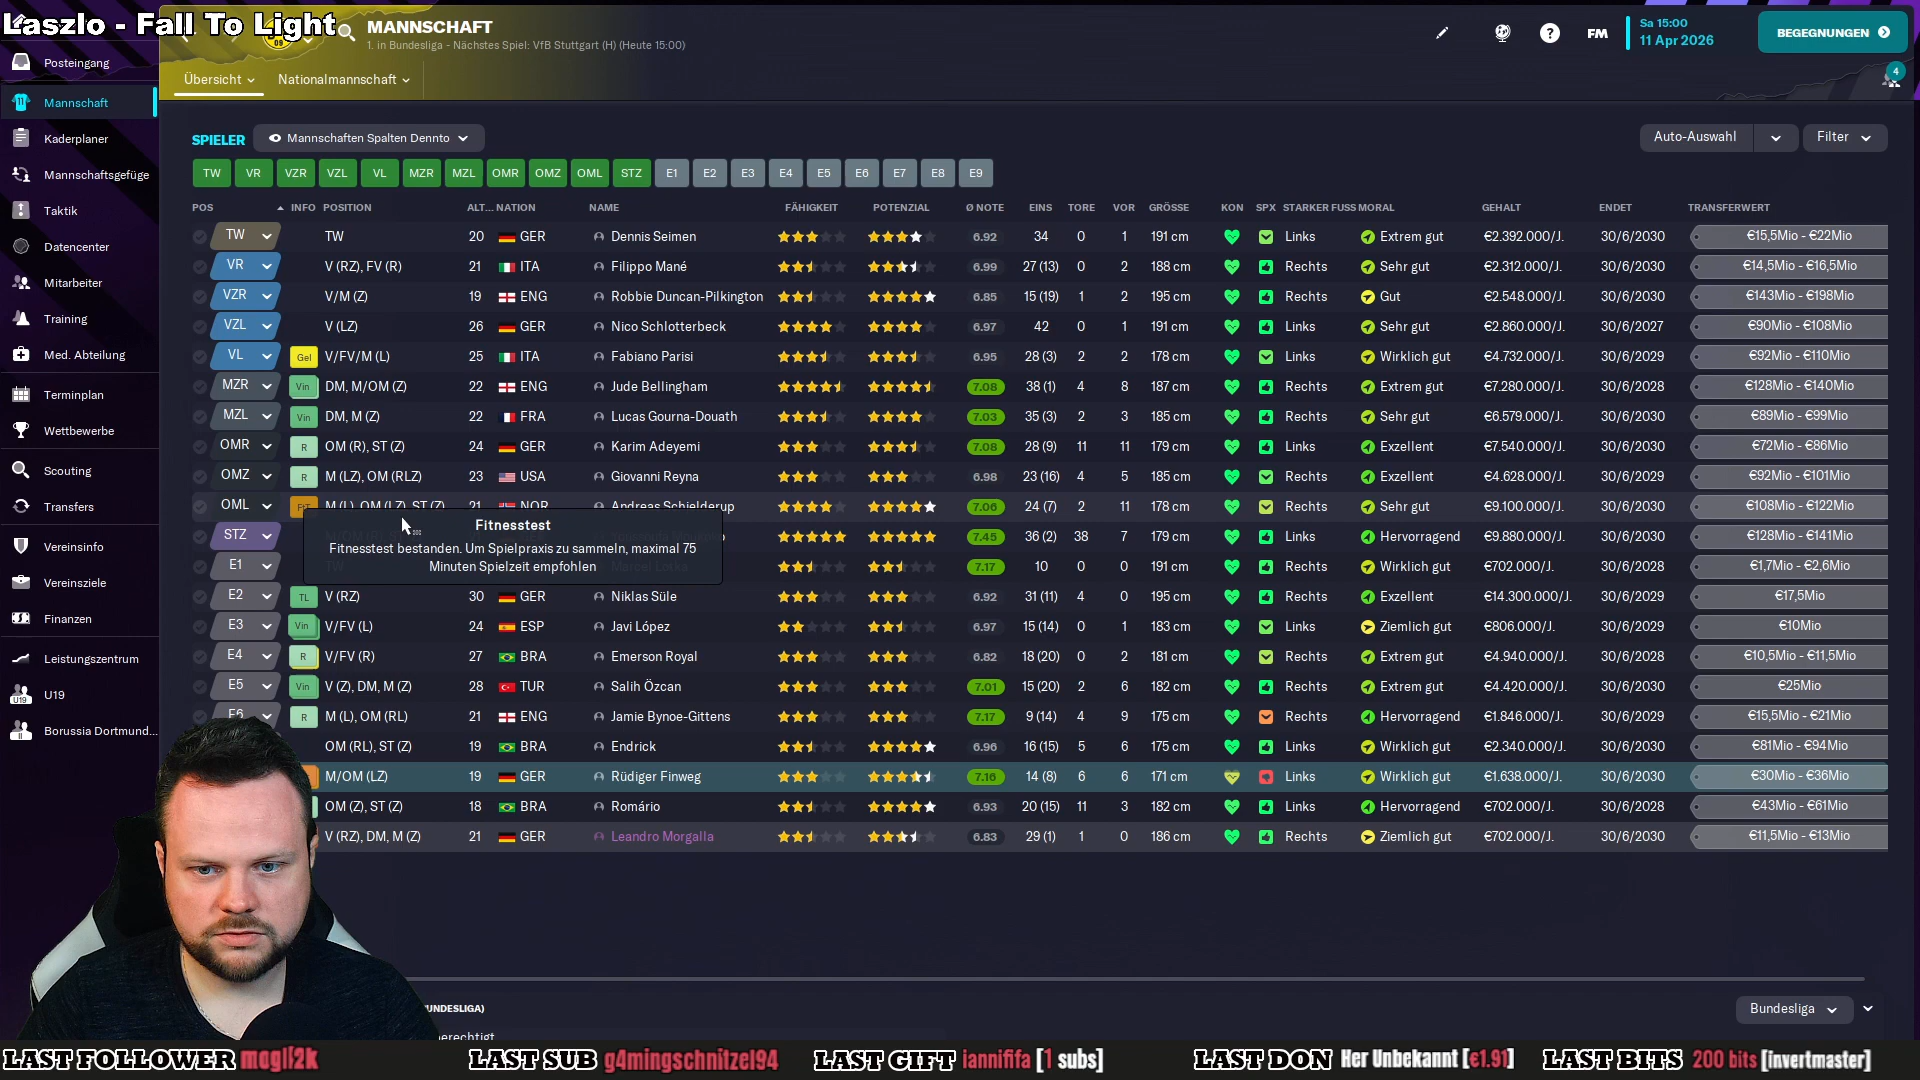 Laszlo - Fall To Light
MANNSCHAFT
1. in Bundesliga - Nächstes Spiel: VfB Stuttgart (H) (Heute 15:00)
FM
Sa 15:00
11 Apr 2026
BEGEGNUNGEN
4
Übersicht
Nationalmannschaft
Posteingang
Mannschaft
Kaderplaner
Mannschaftsgefüge
Taktik
Datencenter
Mitarbeiter
Training
Med. Abteilung
Terminplan
Wettbewerbe
Scouting
Transfers
Vereinsinfo
Vereinsziele
Finanzen
Leistungszentrum
U19
Borussia Dortmund...
SPIELER Mannschaften Spalten Dennto Auto-Auswahl Filter
TW VR VZR VZL VL MZR MZL OMR OMZ OML STZ E1 E2 E3 E4 E5 E6 E7 E8 E9
POS INFO POSITION ALT... NATION NAME FÄHIGKEIT POTENZIAL Ø NOTE EINS TORE VOR GRÖSSE KON SPX STARKER FUSS MORAL GEHALT ENDET TRANSFERWERT
TW TW 20 GER Dennis Seimen 6.92 34 0 1 191 cm Links Extrem gut €2.392.000/J. 30/6/2030 €15,5Mio - €22Mio
VR V (RZ), FV (R) 21 ITA Filippo Mané 6.99 27 (13) 0 2 188 cm Rechts Sehr gut €2.312.000/J. 30/6/2030 €14,5Mio - €16,5Mio
VZR V/M (Z) 19 ENG Robbie Duncan-Pilkington 6.85 15 (19) 1 2 195 cm Rechts Gut €2.548.000/J. 30/6/2030 €143Mio - €198Mio
VZL V (LZ) 26 GER Nico Schlotterbeck 6.97 42 0 1 191 cm Links Sehr gut €2.860.000/J. 30/6/2027 €90Mio - €108Mio
VL Gel V/FV/M (L) 25 ITA Fabiano Parisi 6.95 28 (3) 2 2 178 cm Links Wirklich gut €4.732.000/J. 30/6/2029 €92Mio - €110Mio
MZR Vin DM, M/OM (Z) 22 ENG Jude Bellingham 7.08 38 (1) 4 8 187 cm Rechts Sehr gut €7.280.000/J. 30/6/2028 €128Mio - €140Mio
MZL Vin DM, M (Z) 22 FRA Lucas Gourna-Douath 7.03 35 (3) 2 3 185 cm Rechts Sehr gut €6.579.000/J. 30/6/2030 €89Mio - €99Mio
OMR R OM (R), ST (Z) 24 GER Karim Adeyemi 7.08 28 (9) 11 11 179 cm Links Exzellent €7.540.000/J. 30/6/2030 €72Mio - €86Mio
OMZ R M (LZ), OM (RLZ) 23 USA Giovanni Reyna 6.98 23 (16) 4 5 185 cm Rechts Exzellent €4.628.000/J. 30/6/2029 €92Mio - €101Mio
OML M (L), OM (LZ), ST (Z) 21 NOR Andreas Schjelderup 7.06 24 (7) 2 11 178 cm Rechts Sehr gut €9.100.000/J. 30/6/2030 €108Mio - €122Mio
STZ 7.45 36 (2) 38 7 179 cm Links Hervorragend €9.880.000/J. 30/6/2030 €128Mio - €141Mio
E1 7.17 10 0 0 191 cm Rechts Wirklich gut €702.000/J. 30/6/2028 €1,7Mio - €2,6Mio
Fitnesstest
Fitnesstest bestanden. Um Spielpraxis zu sammeln, maximal 75
Minuten Spielzeit empfohlen
E2 TL V (RZ) 30 GER Niklas Süle 6.92 31 (11) 4 0 195 cm Rechts Exzellent €14.300.000/J. 30/6/2029 €17,5Mio
E3 Vin V/FV (L) 24 ESP Javi López 6.97 15 (14) 0 1 183 cm Links Ziemlich gut €806.000/J. 30/6/2029 €10Mio
E4 R V/FV (R) 27 BRA Emerson Royal 6.82 18 (20) 0 2 181 cm Rechts Extrem gut €4.940.000/J. 30/6/2028 €10,5Mio - €11,5Mio
E5 Vin V (Z), DM, M (Z) 28 TUR Salih Özcan 7.01 15 (20) 2 6 182 cm Rechts Extrem gut €4.420.000/J. 30/6/2030 €25Mio
E6 R M (L), OM (RL) 21 ENG Jamie Bynoe-Gittens 7.17 9 (14) 4 9 175 cm Rechts Hervorragend €1.846.000/J. 30/6/2029 €15,5Mio - €21Mio
OM (RL), ST (Z) 19 BRA Endrick 6.96 16 (15) 5 6 175 cm Links Wirklich gut €2.340.000/J. 30/6/2030 €81Mio - €94Mio
M/OM (LZ) 19 GER Rüdiger Finweg 7.16 14 (8) 6 6 171 cm Links Wirklich gut €1.638.000/J. 30/6/2030 €30Mio - €36Mio
OM (Z), ST (Z) 18 BRA Romário 6.93 20 (15) 11 3 182 cm Links Hervorragend €702.000/J. 30/6/2028 €43Mio - €61Mio
V (RZ), DM, M (Z) 21 GER Leandro Morgalla 6.83 29 (1) 1 0 186 cm Rechts Ziemlich gut €702.000/J. 30/6/2030 €11,5Mio - €13Mio
UNDESLIGA) Bundesliga
erechtigt
LAST FOLLOWER mogli2k LAST SUB g4mingschnitzel94 LAST GIFT iannififa [1 subs] LAST DON Her Unbekannt [€1.91] LAST BITS 200 bits [invertmaster]